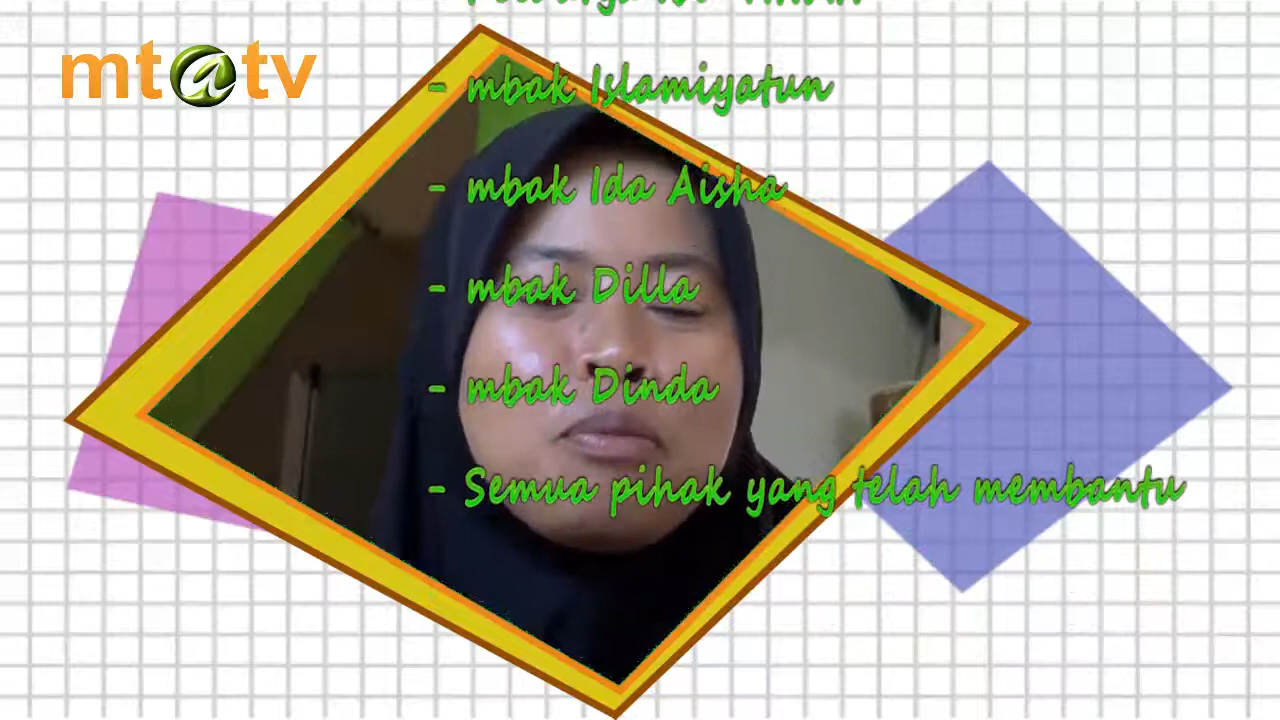 mt@tv
- mbak Islamiyatun
- mbak Ida Aisha
- mbak Dilla
- mbak Dinda
- Semua pihak yang telah membantu